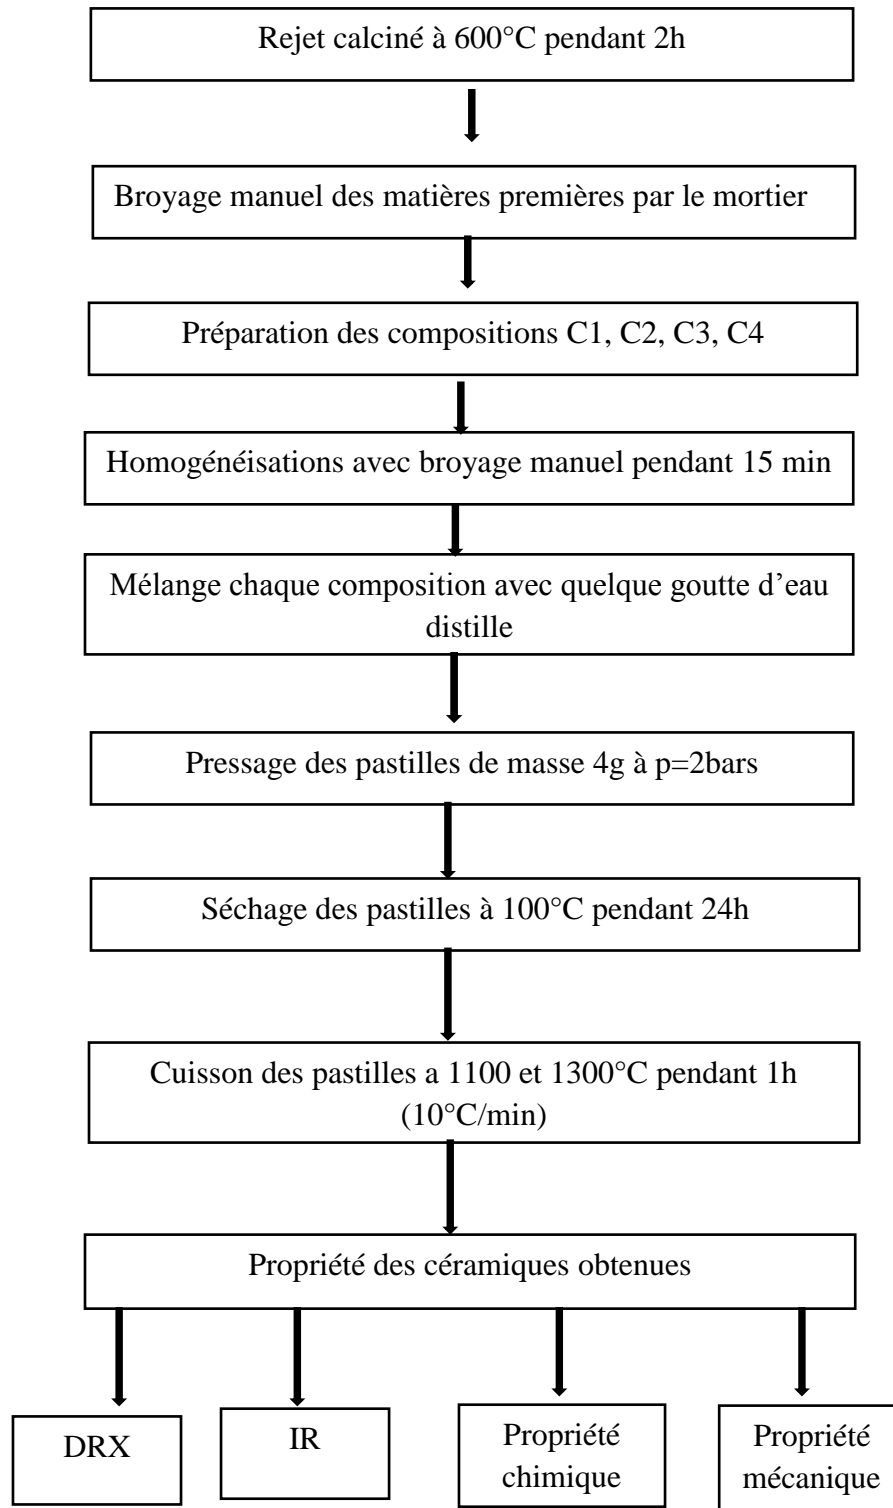 Rejet calciné à 600°C pendant 2h
Broyage manuel des matières premières par le mortier
Préparation des compositions C1, C2, C3, C4
Homogénéisations avec broyage manuel pendant 15 min
Mélange chaque composition avec quelque goutte d’eau
distille
Pressage des pastilles de masse 4g à p=2bars
Séchage des pastilles à 100°C pendant 24h
Cuisson des pastilles a 1100 et 1300°C pendant 1h
(10°C/min)
Propriété des céramiques obtenues
DRX
IR
Propriété
chimique
Propriété
mécanique